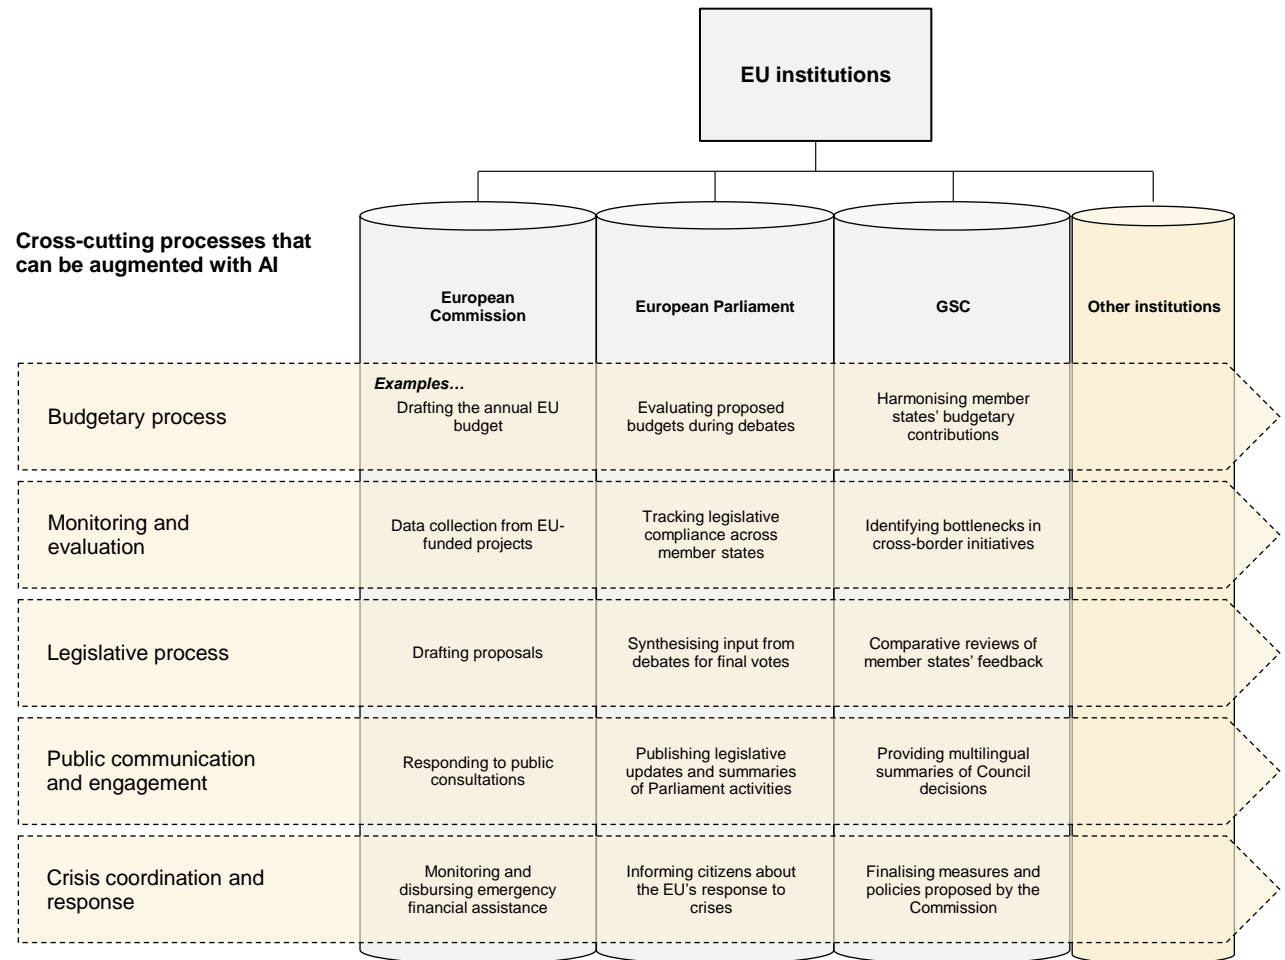 EU institutions
Cross-cutting processes that
can be augmented with AI
European
Commission
European Parliament
GSC
Other institutions
Budgetary process
Examples…
Drafting the annual EU
budget
Evaluating proposed
budgets during debates
Harmonising member
states’ budgetary
contributions
Monitoring and
evaluation
Data collection from EU-
funded projects
Tracking legislative
compliance across
member states
Identifying bottlenecks in
cross-border initiatives
Legislative process
Drafting proposals
Synthesising input from
debates for final votes
Comparative reviews of
member states’ feedback
Public communication
and engagement
Responding to public
consultations
Publishing legislative
updates and summaries
of Parliament activities
Providing multilingual
summaries of Council
decisions
Crisis coordination and
response
Monitoring and
disbursing emergency
financial assistance
Informing citizens about
the EU’s response to
crises
Finalising measures and
policies proposed by the
Commission